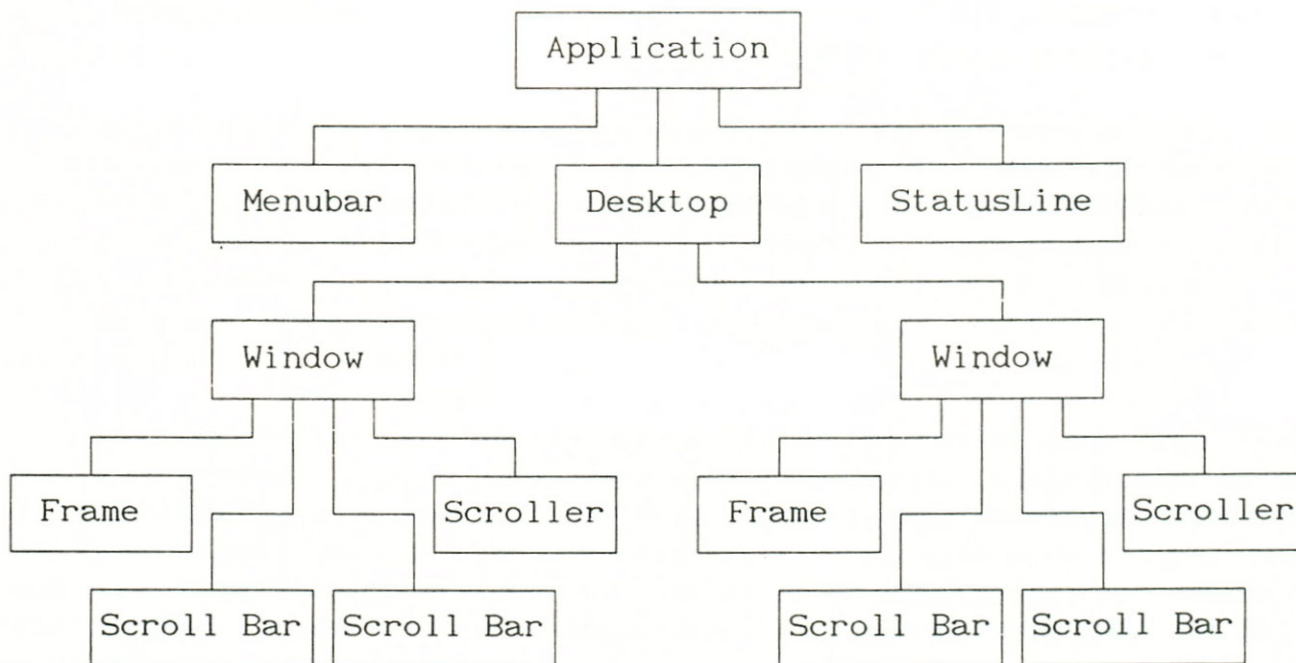 Application
Menubar
Desktop
StatusLine
Window
Window
Frame
Scroller
Frame
Scroller
Scroll Bar
Scroll Bar
Scroll Bar
Scroll Bar